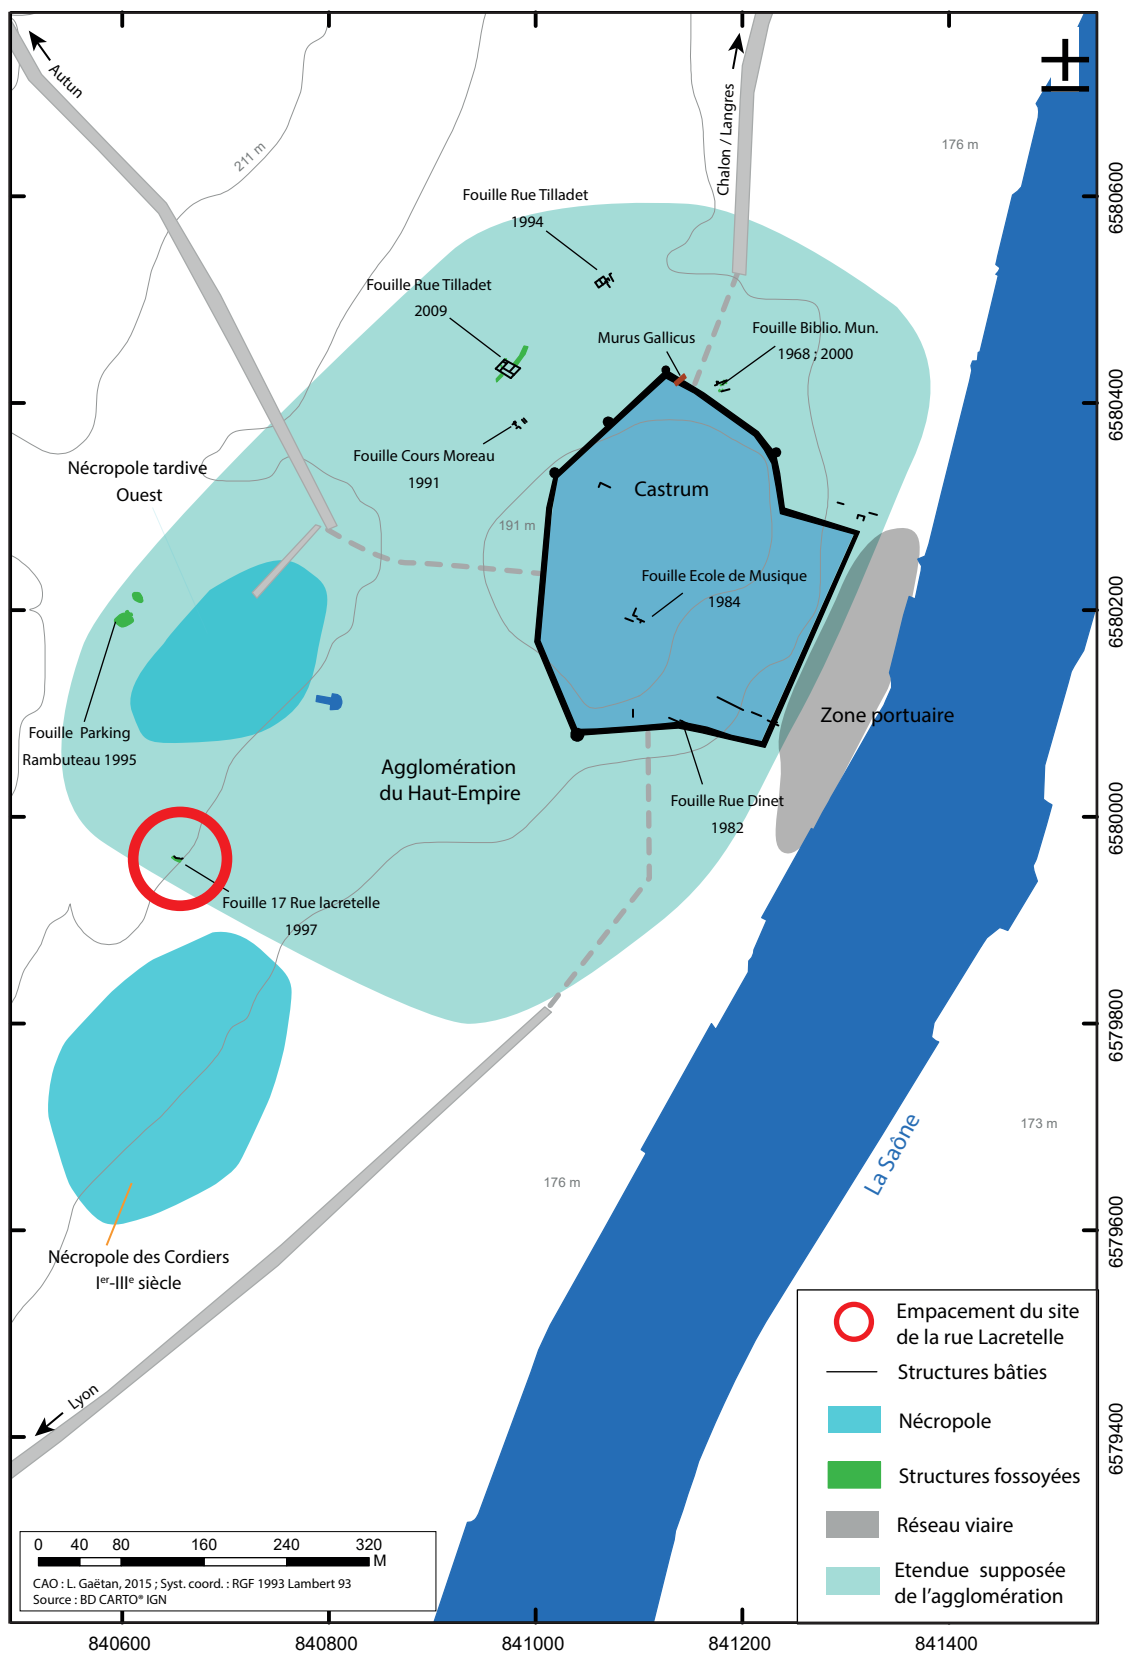 Autun
211 m
Chalon / Langres
176 m
Fouille Rue Tilladet
1994
Fouille Rue Tilladet
2009
Murus Gallicus
Fouille Biblio. Mun.
1968 ; 2000
Fouille Cours Moreau
1991
Nécropole tardive
Ouest
Castrum
191 m
Fouille Ecole de Musique
1984
Fouille Parking
Rambuteau 1995
Zone portuaire
Agglomération
du Haut-Empire
Fouille Rue Dinet
1982
Fouille 17 Rue lacretelle
1997
La Saône
173 m
176 m
Nécropole des Cordiers
Ier-IIIe siècle
Lyon
Empacement du site
de la rue Lacretelle
Structures bâties
Nécropole
Structures fossoyées
Réseau viaire
Etendue supposée
de l'agglomération
0 40 80 160 240 320
M
CAO : L. Gaëtan, 2015 ; Syst. coord. : RGF 1993 Lambert 93
Source : BD CARTO® IGN
840600 840800 841000 841200 841400
6580600
6580400
6580200
6580000
6579800
6579600
6579400